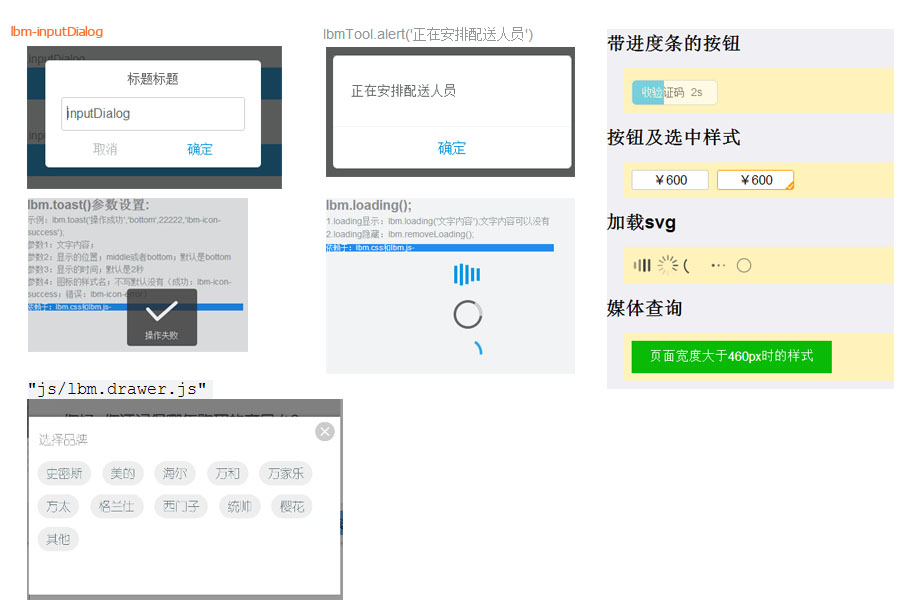 lbm-inputDialog
inputDialog
标题标题
inputDialog
取消 确定
lbmTool.alert('正在安排配送人员')
正在安排配送人员
确定
lbm.toast()参数设置:
示例：lbm.toast('操作成功','bottom',22222,'lbm-icon-
success');
参数1：文字内容；
参数2：显示的位置；middle或者bottom；默认是bottom
参数3：显示的时间；默认是2秒
参数4：图标的样式名；不写默认没有（成功：lbm-icon-
success；错误：lbm-icon-error）
依赖于：lbm.css和lbm.js-
操作失败
lbm.loading();
1.loading显示：lbm.loading('文字内容');文字内容可以没有
2.loading隐藏：lbm.removeLoading();
依赖于：lbm.css和lbm.js-
"js/lbm.drawer.js"
选择品牌
史密斯 美的 海尔 万和 万家乐
方太 格兰仕 西门子 统帅 樱花
其他
带进度条的按钮
验证码 2s
按钮及选中样式
￥600 ￥600
加载svg
媒体查询
页面宽度大于460px时的样式